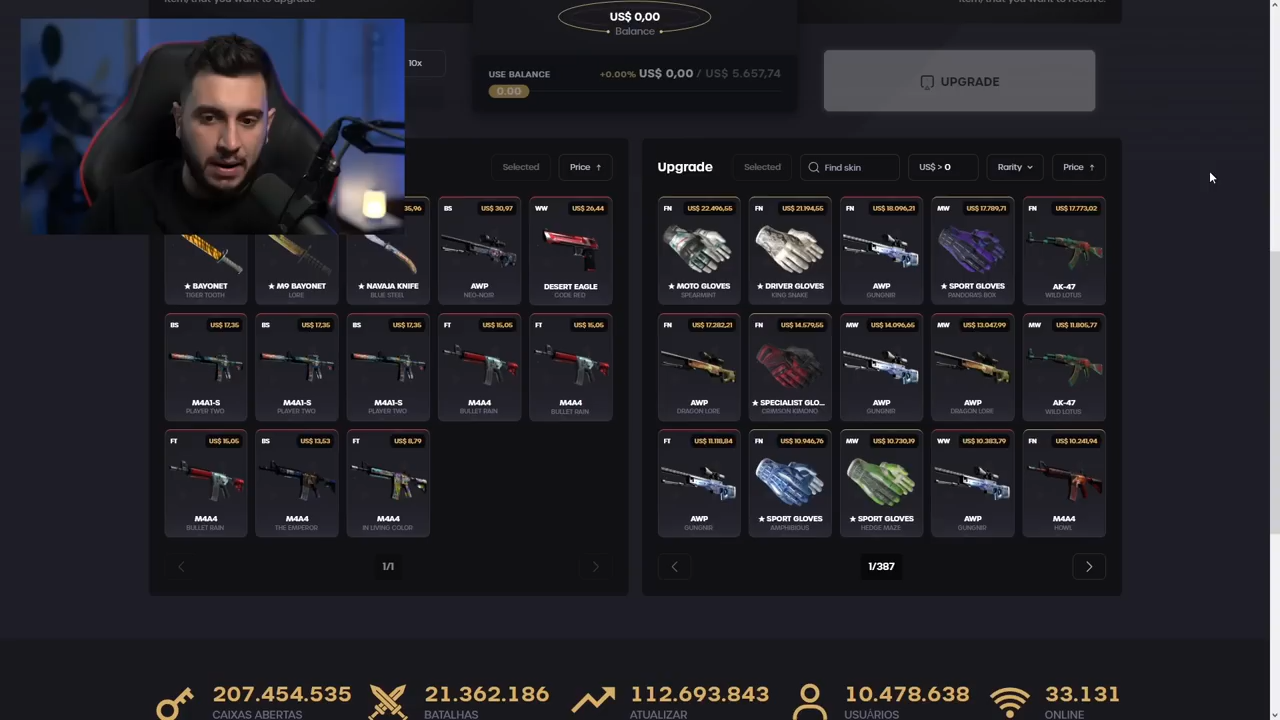 US$ 0,00
Balance
10x
USE BALANCE
+0.00% US$ 0,00 / US$ 5.657,74
0.00
UPGRADE
Selected
Price ↑
Upgrade
Selected
Find skin
US$ > 0
Rarity
Price ↑
★ BAYONET
TIGER TOOTH
★ M9 BAYONET
LORE
★ NAVAJA KNIFE
BLUE STEEL
BS US$ 30,97
AWP
NEO-NOIR
WW US$ 26,44
DESERT EAGLE
CODE RED
BS US$ 17,35
M4A1-S
PLAYER TWO
BS US$ 17,35
M4A1-S
PLAYER TWO
BS US$ 17,35
M4A1-S
PLAYER TWO
FT US$ 15,05
M4A4
BULLET RAIN
FT US$ 15,05
M4A4
BULLET RAIN
FT US$ 15,05
M4A4
BULLET RAIN
BS US$ 13,53
M4A4
THE EMPEROR
FT US$ 8,79
M4A4
IN LIVING COLOR
1/1
FN US$ 22.496,55
★ MOTO GLOVES
SPEARMINT
FN US$ 21.194,55
★ DRIVER GLOVES
KING SNAKE
FN US$ 18.096,21
AWP
GUNGNIR
MW US$ 17.789,71
★ SPORT GLOVES
PANDORA'S BOX
FN US$ 17.773,02
AK-47
WILD LOTUS
FN US$ 17.282,21
AWP
DRAGON LORE
FN US$ 14.579,55
★ SPECIALIST GLO...
CRIMSON KIMONO
MW US$ 14.096,65
AWP
GUNGNIR
MW US$ 13.047,99
AWP
DRAGON LORE
MW US$ 11.805,77
AK-47
WILD LOTUS
FT US$ 11.118,84
AWP
GUNGNIR
FN US$ 10.946,76
★ SPORT GLOVES
AMPHIBIOUS
MW US$ 10.730,19
★ SPORT GLOVES
HEDGE MAZE
WW US$ 10.383,79
AWP
GUNGNIR
FN US$ 10.241,94
M4A4
HOWL
1/387
207.454.535
CAIXAS ABERTAS
21.362.186
BATALHAS
112.693.843
ATUALIZAR
10.478.638
USUÁRIOS
33.131
ONLINE